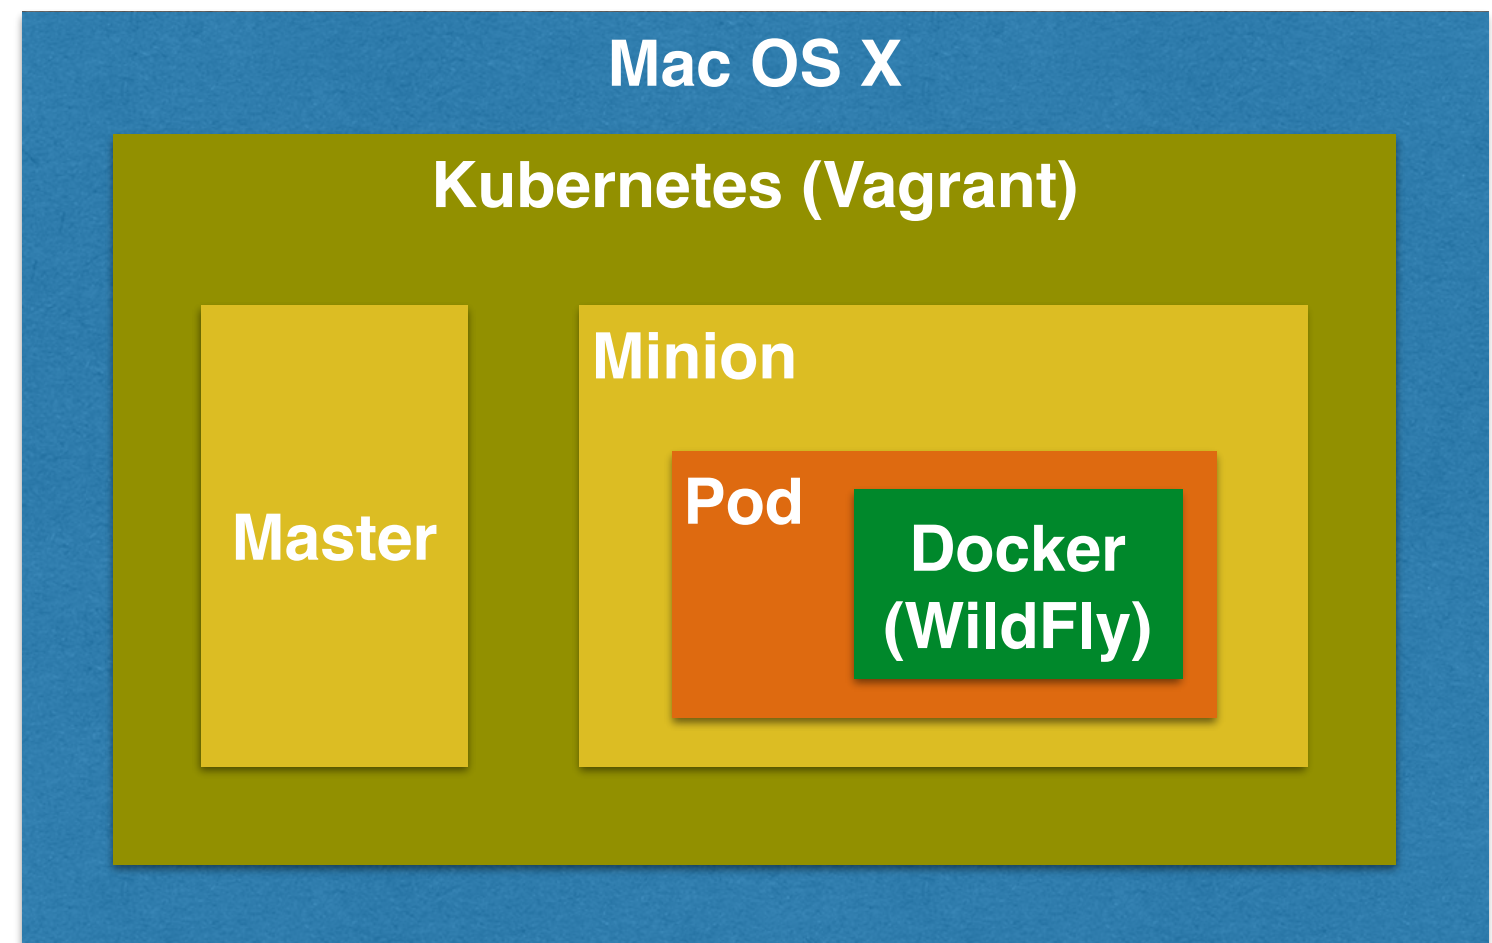 Mac OS X
Kubernetes (Vagrant)
Master
Minion
Pod
Docker
(WildFly)